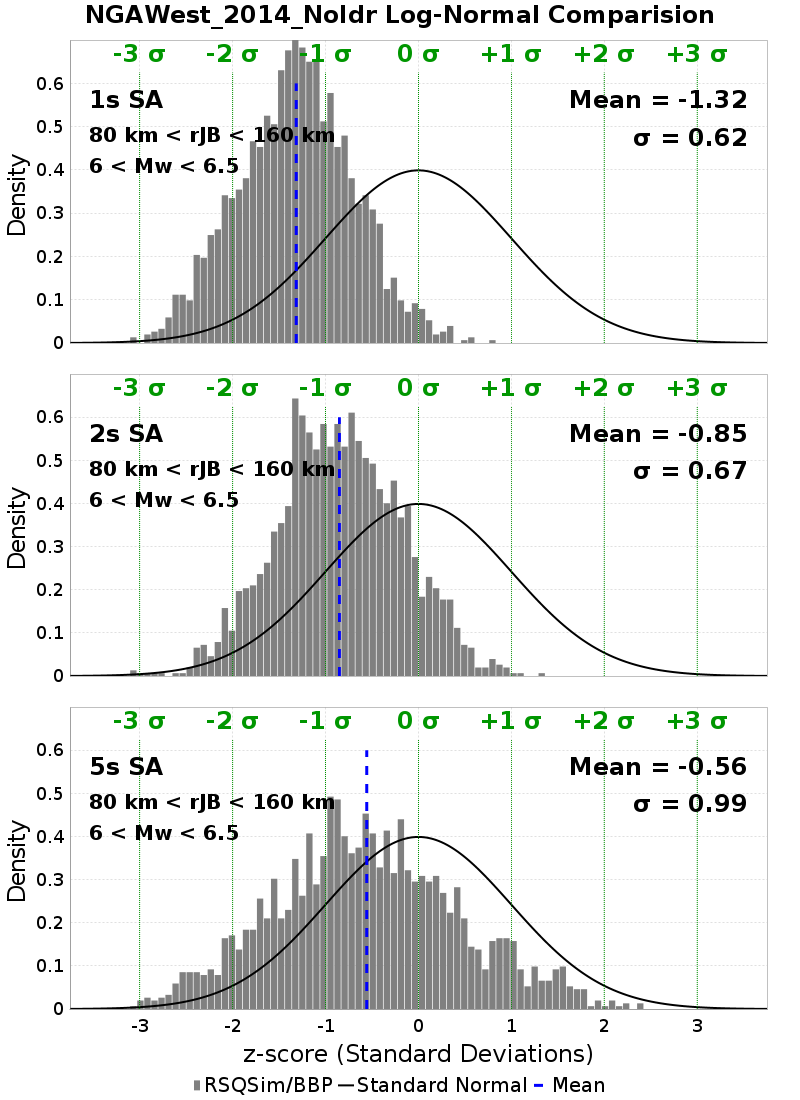 NGAWest_2014_NoIdr Log-Normal Comparision
-3 σ -2 σ -1 σ 0 σ +1 σ +2 σ +3 σ
1s SA Mean = -1.32
80 km < rJB < 160 km σ = 0.62
6 < Mw < 6.5
Density
0.6
0.5
0.4
0.3
0.2
0.1
0
-3 σ -2 σ -1 σ 0 σ +1 σ +2 σ +3 σ
2s SA Mean = -0.85
80 km < rJB < 160 km σ = 0.67
6 < Mw < 6.5
Density
0.6
0.5
0.4
0.3
0.2
0.1
0
-3 σ -2 σ -1 σ 0 σ +1 σ +2 σ +3 σ
5s SA Mean = -0.56
80 km < rJB < 160 km σ = 0.99
6 < Mw < 6.5
Density
0.6
0.5
0.4
0.3
0.2
0.1
0
-3 -2 -1 0 1 2 3
z-score (Standard Deviations)
RSQSim/BBP Standard Normal Mean